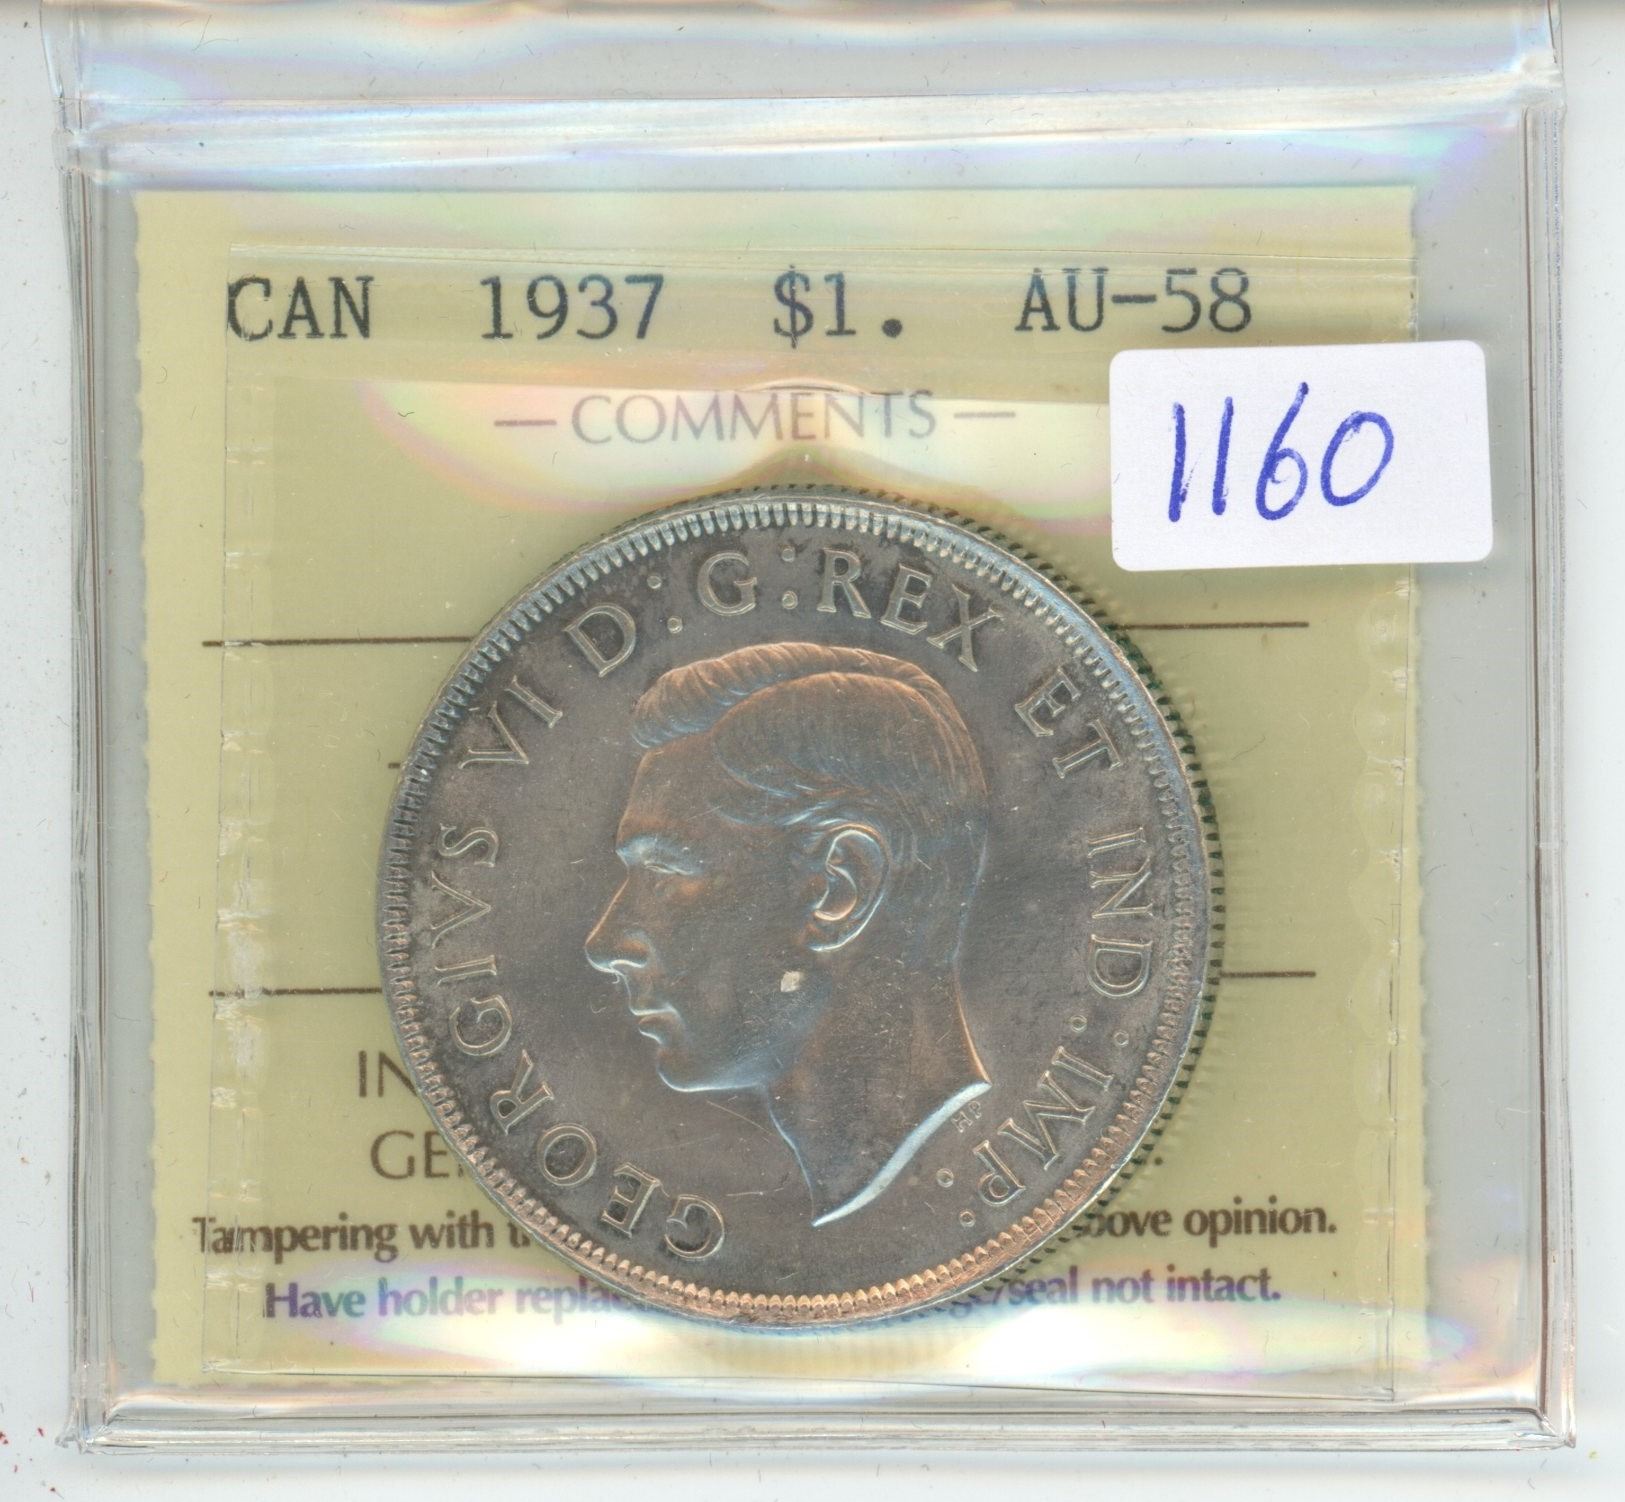 CAN 1937 $1. AU-58
— COMMENTS —
1160
GEORGIVS VI D:G:REX ET IND:IMP:
HP
IN
GE
Tampering with bove opinion.
Have holder replac ge/seal not intact.